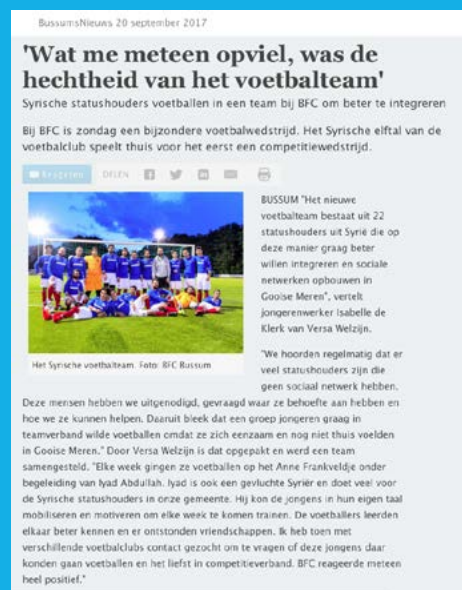 BussumsNieuws 20 september 2017
'Wat me meteen opviel, was de
hechtheid van het voetbalteam'
Syrische statushouders voetballen in een team bij BFC om beter te integreren
Bij BFC is zondag een bijzondere voetbalwedstrijd. Het Syrische elftal van de
voetbalclub speelt thuis voor het eerst een competitiewedstrijd.
Reageren DELEN
BUSSUM "Het nieuwe
voetbalteam bestaat uit 22
statushouders uit Syrië die op
deze manier graag beter
willen integreren en sociale
netwerken opbouwen in
Gooise Meren", vertelt
jongerenwerker Isabelle de
Klerk van Versa Welzijn.
Het Syrische voetbalteam. Foto: BFC Bussum
"We hoorden regelmatig dat er
veel statushouders zijn die
geen sociaal netwerk hebben.
Deze mensen hebben we uitgenodigd, gevraagd waar ze behoefte aan hebben en
hoe we ze kunnen helpen. Daaruit bleek dat een groep jongeren graag in
teamverband wilde voetballen omdat ze zich eenzaam en nog niet thuis voelden
in Gooise Meren." Door Versa Welzijn is dat opgepakt en werd een team
samengesteld. "Elke week gingen ze voetballen op het Anne Frankveldje onder
begeleiding van Iyad Abdullah. Iyad is ook een gevluchte Syriër en doet veel voor
de Syrische statushouders in onze gemeente. Hij kon de jongens in hun eigen taal
mobiliseren en motiveren om elke week te komen trainen. De voetballers leerden
elkaar beter kennen en er ontstonden vriendschappen. Ik heb toen met
verschillende voetbalclubs contact gezocht om te vragen of deze jongens daar
konden gaan voetballen en het liefst in competitieverband. BFC reageerde meteen
heel positief."